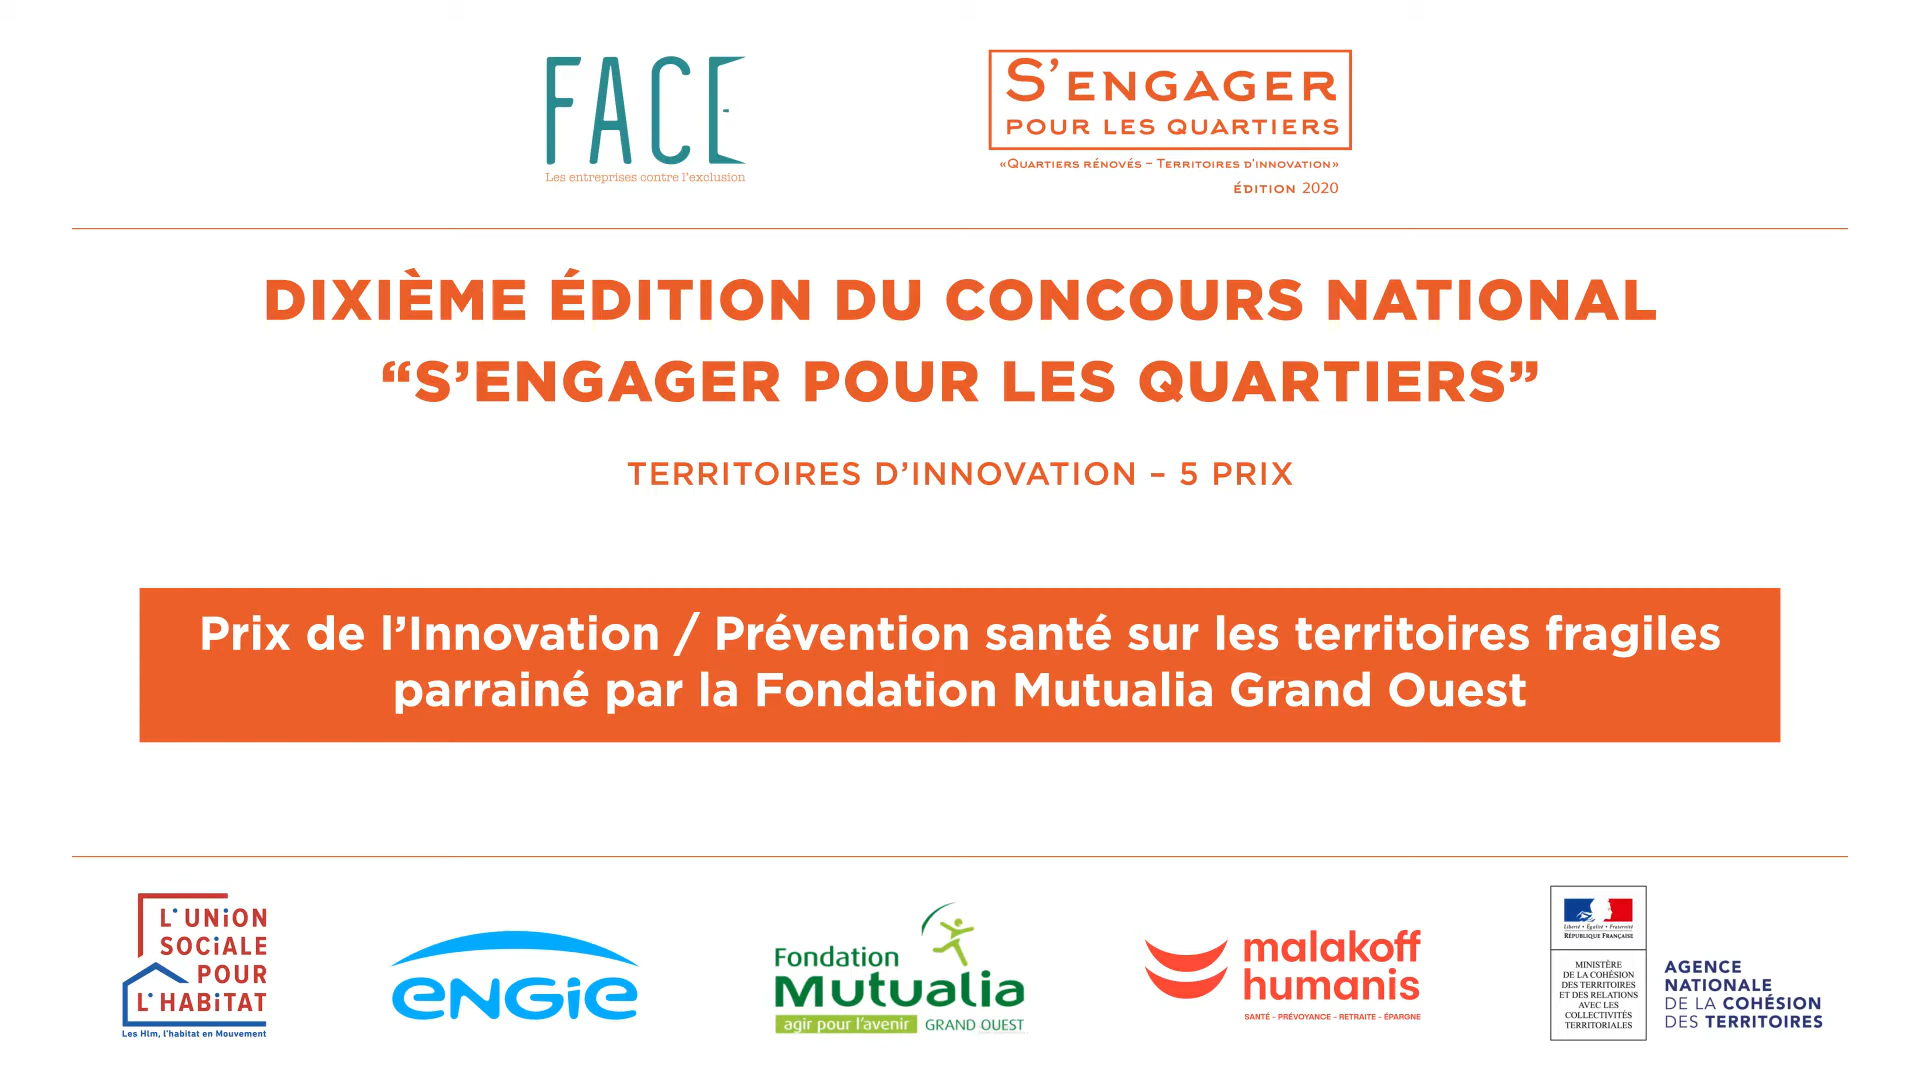 FACE
Les entreprises contre l'exclusion
S'ENGAGER
POUR LES QUARTIERS
«QUARTIERS RÉNOVÉS – TERRITOIRES D'INNOVATION»
ÉDITION 2020
DIXIÈME ÉDITION DU CONCOURS NATIONAL
“S’ENGAGER POUR LES QUARTIERS”
TERRITOIRES D’INNOVATION – 5 PRIX
Prix de l’Innovation / Prévention santé sur les territoires fragiles
parrainé par la Fondation Mutualia Grand Ouest
L'UNiON
SOCiALE
POUR
L'HABiTAT
Les Hlm, l'habitat en Mouvement
ENGiE
Fondation
Mutualia
agir pour l'avenir GRAND OUEST
malakoff
humanis
SANTÉ - PRÉVOYANCE - RETRAITE - ÉPARGNE
Liberté • Égalité • Fraternité
RÉPUBLIQUE FRANÇAISE
MINISTÈRE
DE LA COHÉSION
DES TERRITOIRES
ET DES RELATIONS
AVEC LES
COLLECTIVITÉS
TERRITORIALES
AGENCE
NATIONALE
DE LA COHÉSION
DES TERRITOIRES